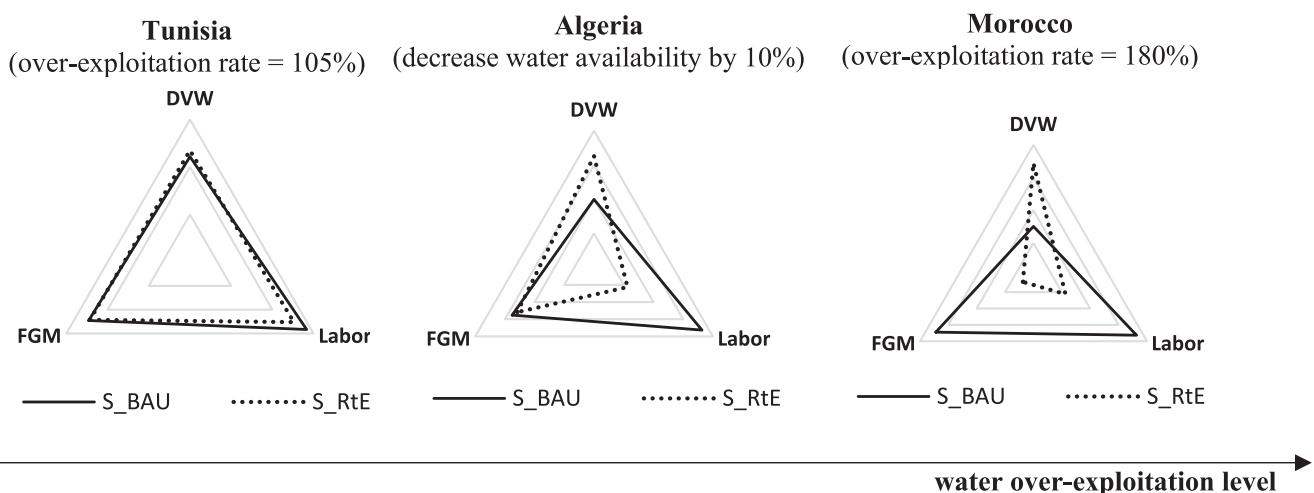 Tunisia
(over-exploitation rate = 105%)
DVW
FGM
Labor
S_BAU
S_RtE
Algeria
(decrease water availability by 10%)
DVW
FGM
Labor
S_BAU
S_RtE
Morocco
(over-exploitation rate = 180%)
DVW
FGM
Labor
S_BAU
S_RtE
water over-exploitation level